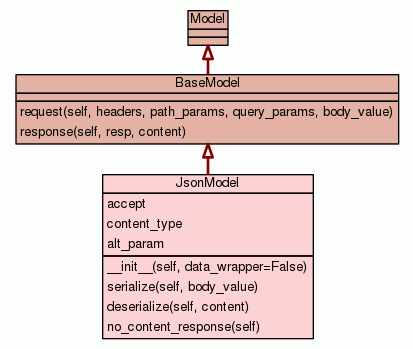 Model
BaseModel
request(self, headers, path_params, query_params, body_value)
response(self, resp, content)
JsonModel
accept
content_type
alt_param
__init__(self, data_wrapper=False)
serialize(self, body_value)
deserialize(self, content)
no_content_response(self)